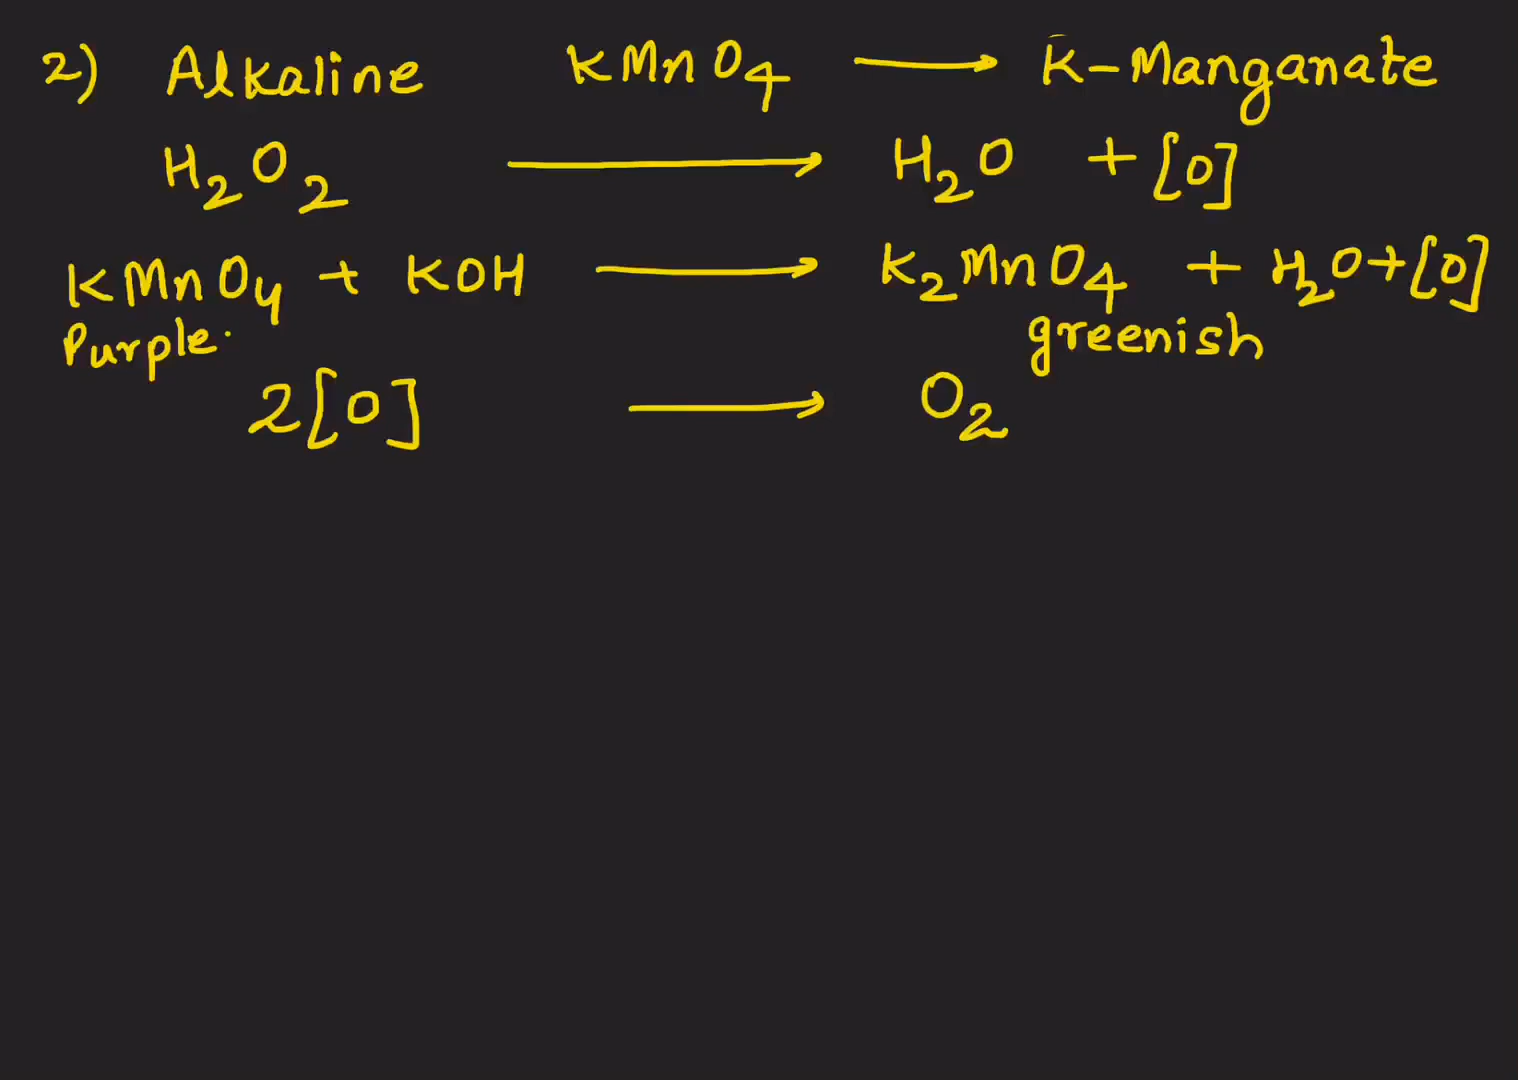 2) Alkaline KMnO4 ⟶ K-Manganate
H2O2 ⟶ H2O + [O]
KMnO4 + KOH ⟶ K2MnO4 + H2O+[O]
Purple. greenish
2[O] ⟶ O2